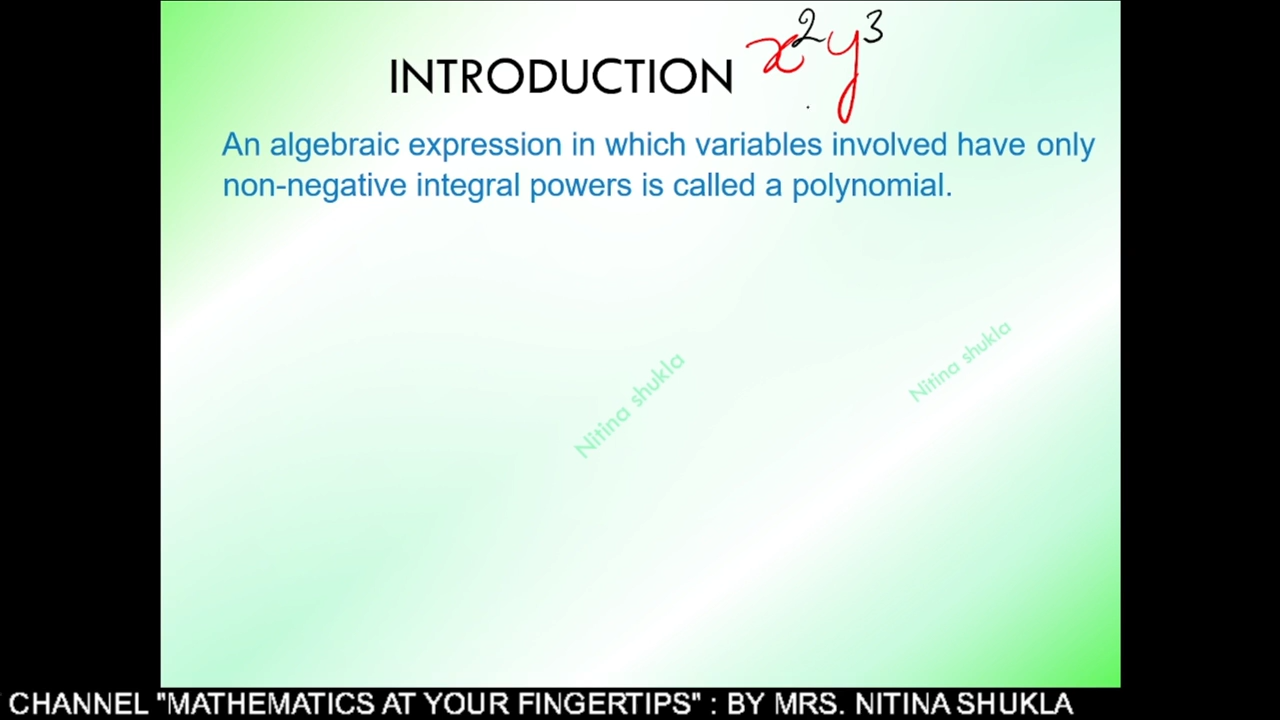 INTRODUCTION x²y³
An algebraic expression in which variables involved have only
non-negative integral powers is called a polynomial.
Nitina shukla
Nitina shukla
CHANNEL "MATHEMATICS AT YOUR FINGERTIPS" : BY MRS. NITINA SHUKLA